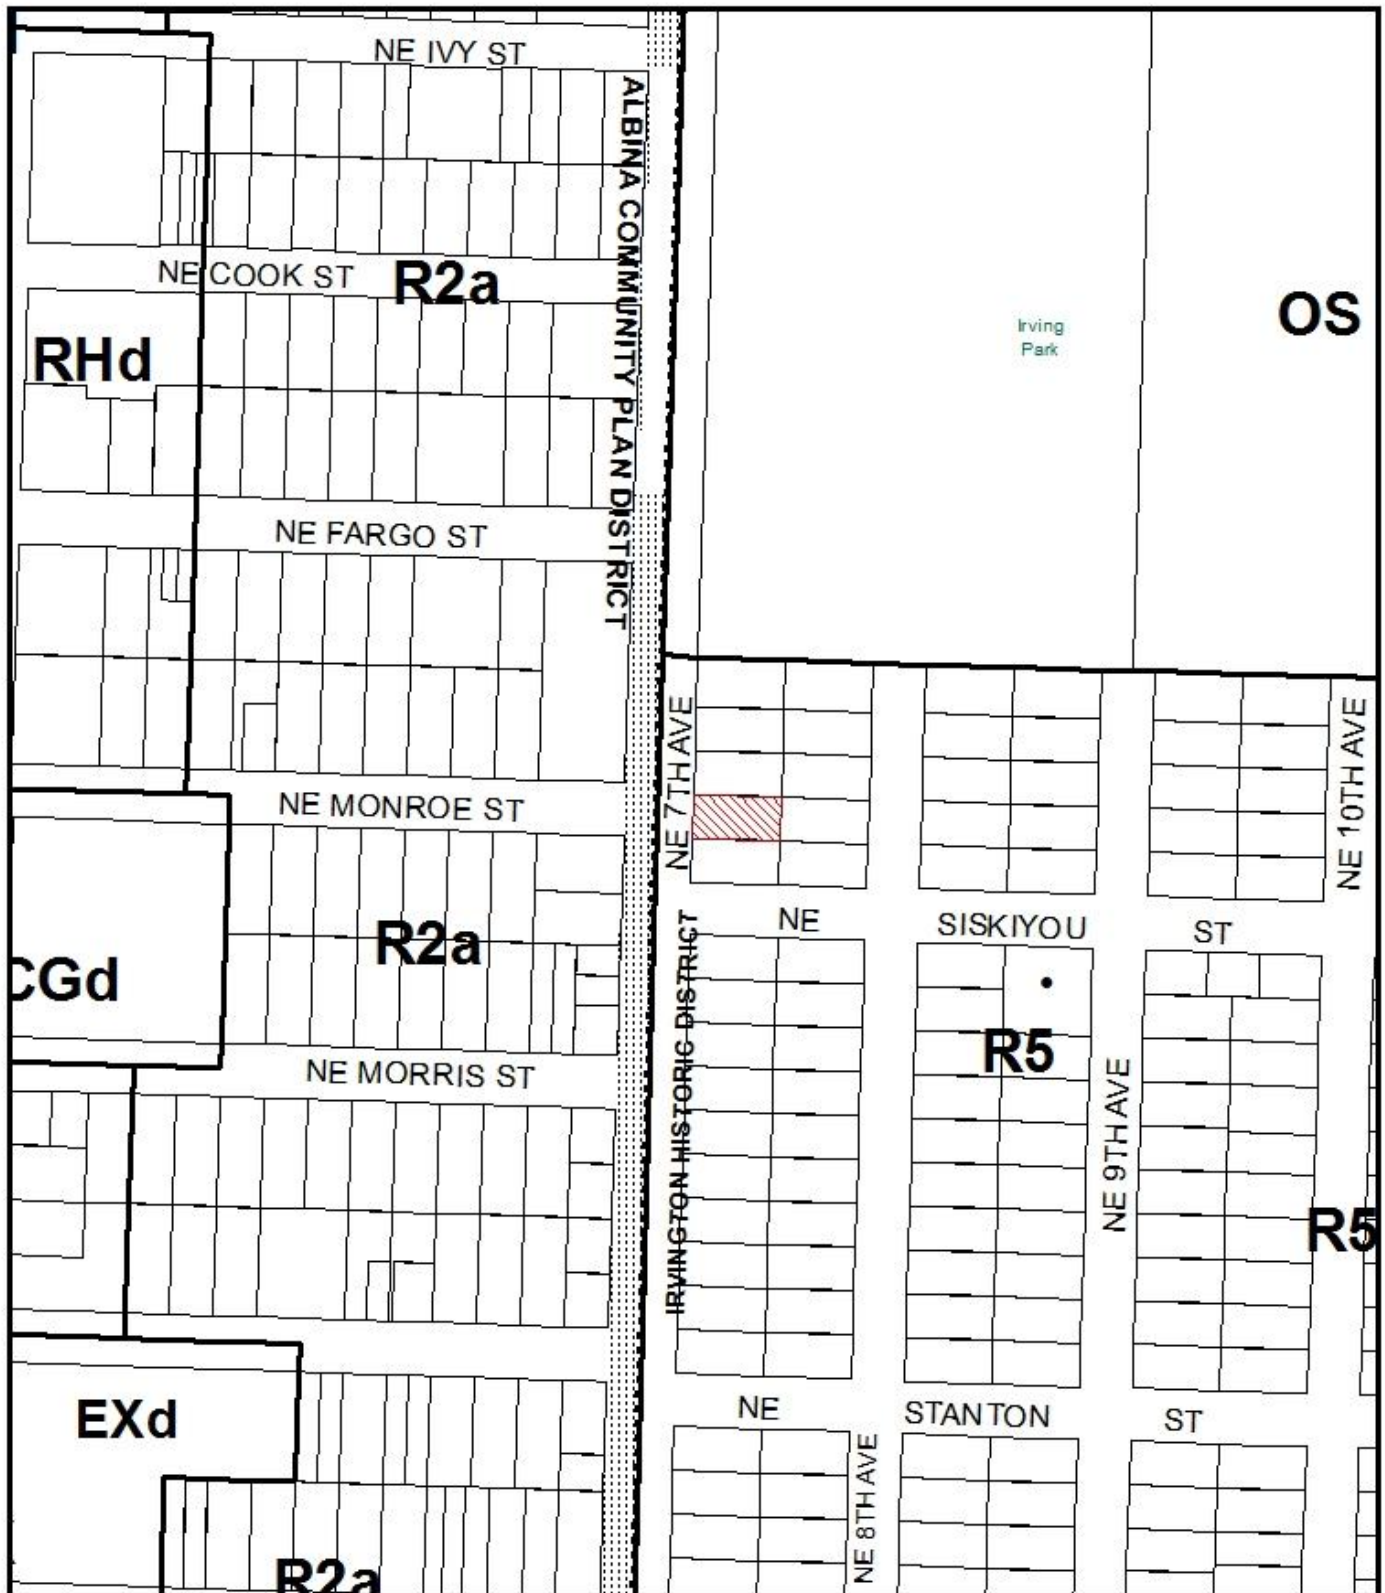 NE IVY ST
ALBINA COMMUNITY PLAN DISTRICT
NE COOK ST
R2a
OS
Irving
Park
RHd
NE FARGO ST
NE 7TH AVE
NE 10TH AVE
NE MONROE ST
NE SISKIYOU ST
IRVINGTON HISTORIC DISTRICT
R2a
CGd
R5
NE 9TH AVE
NE MORRIS ST
R5
EXd
NE STANTON ST
NE 8TH AVE
R2a